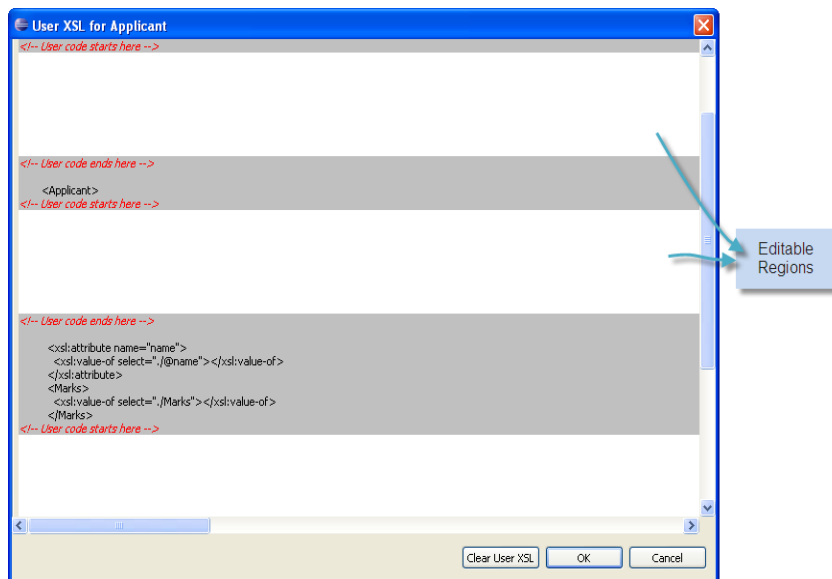 User XSL for Applicant
<!-- User code starts here -->
<!-- User code ends here -->
<Applicant>
<!-- User code starts here -->
Editable
Regions
<!-- User code ends here -->
<xsl:attribute name="name">
<xsl:value-of select="./@name"></xsl:value-of>
</xsl:attribute>
<Marks>
<xsl:value-of select="./Marks"></xsl:value-of>
</Marks>
<!-- User code starts here -->
Clear User XSL OK Cancel